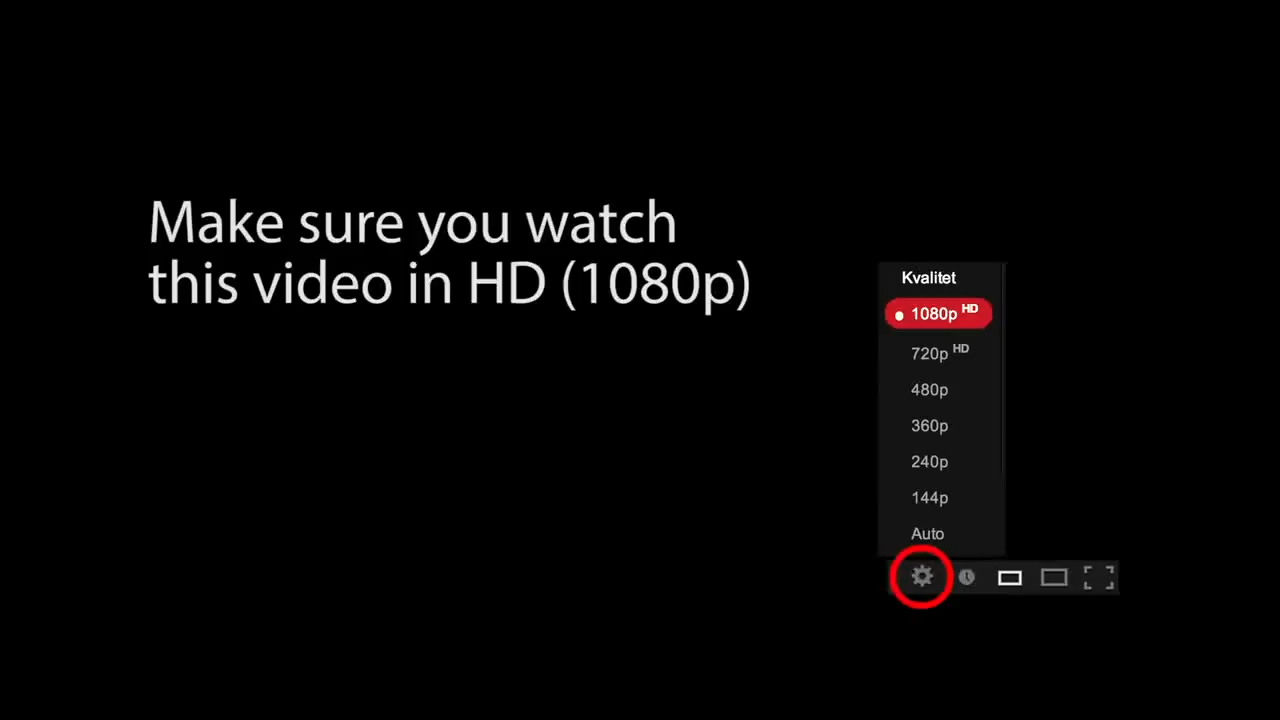 Make sure you watch
this video in HD (1080p)
Kvalitet
1080p HD
720p HD
480p
360p
240p
144p
Auto